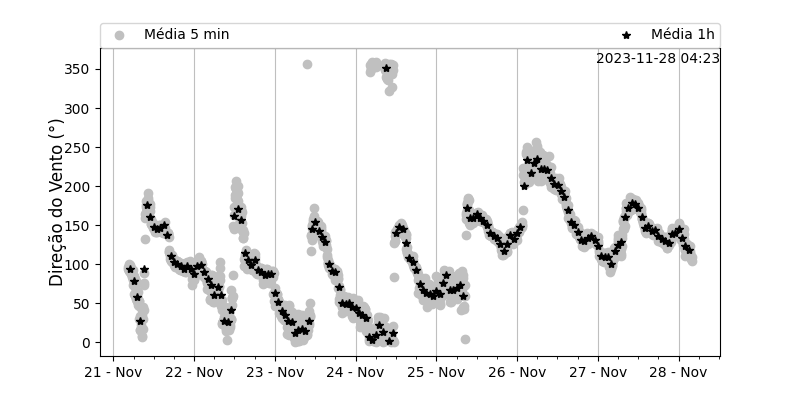 Média 5 min
Média 1h
2023-11-28 04:23
Direção do Vento (°)
350
300
250
200
150
100
50
0
21 - Nov
22 - Nov
23 - Nov
24 - Nov
25 - Nov
26 - Nov
27 - Nov
28 - Nov